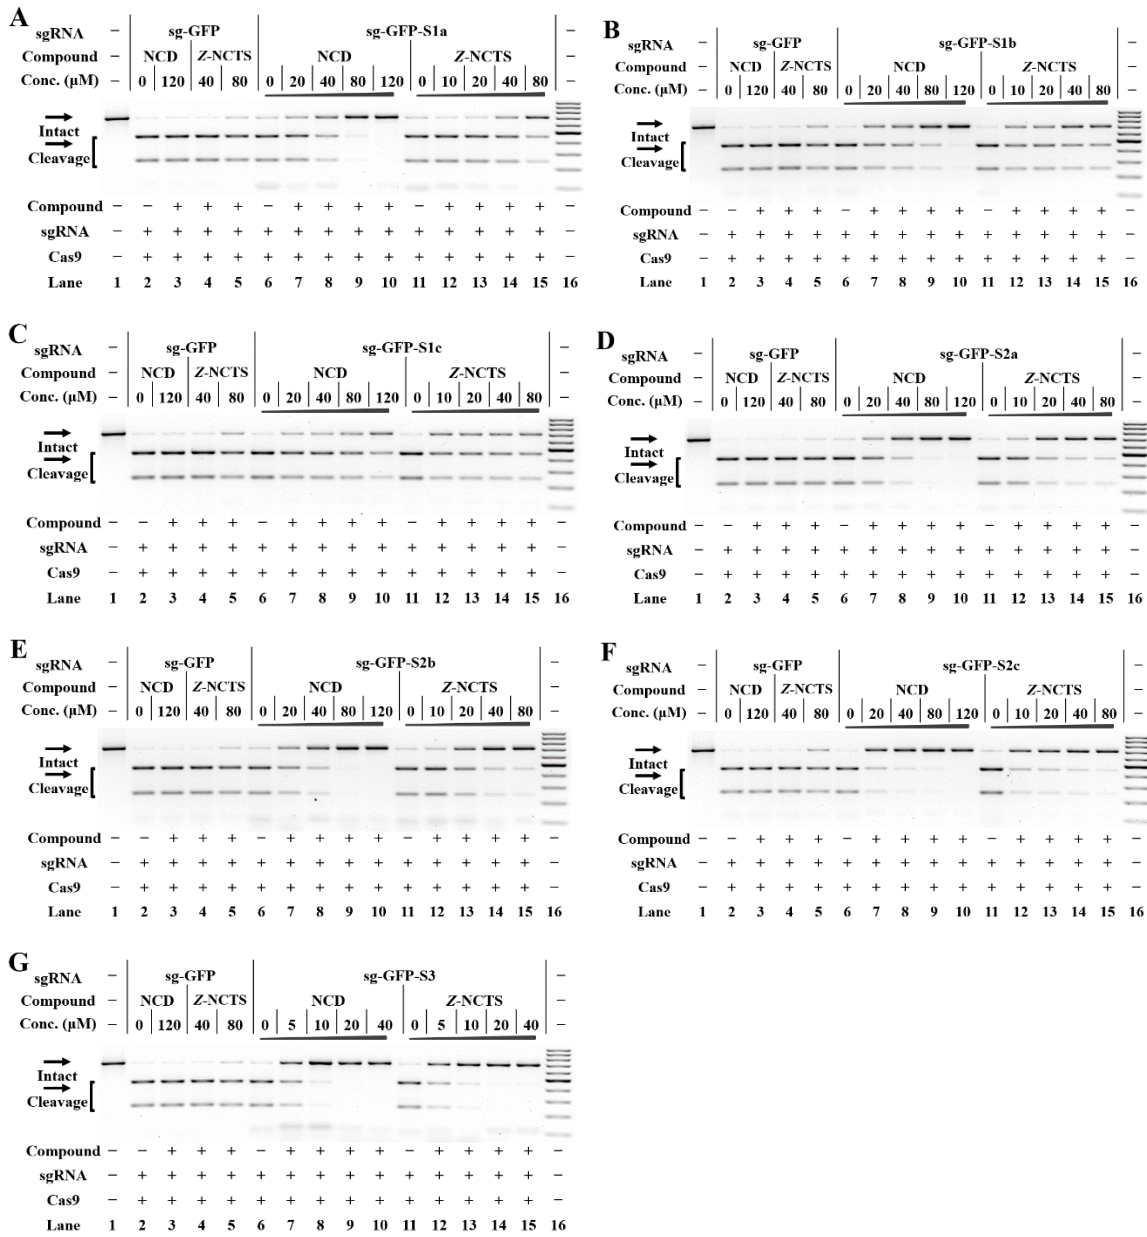 A
sgRNA – sg-GFP sg-GFP-S1a –
Compound – NCD Z-NCTS NCD Z-NCTS –
Conc. (µM) – 0 120 40 80 0 20 40 80 120 0 10 20 40 80 –
Intact
Cleavage
Compound – – + + + – + + + + – + + + + –
sgRNA – + + + + + + + + + + + + + + –
Cas9 – + + + + + + + + + + + + + + –
Lane 1 2 3 4 5 6 7 8 9 10 11 12 13 14 15 16
B
sgRNA – sg-GFP sg-GFP-S1b –
Compound – NCD Z-NCTS NCD Z-NCTS –
Conc. (µM) – 0 120 40 80 0 20 40 80 120 0 10 20 40 80 –
Intact
Cleavage
Compound – – + + + – + + + + – + + + + –
sgRNA – + + + + + + + + + + + + + + –
Cas9 – + + + + + + + + + + + + + + –
Lane 1 2 3 4 5 6 7 8 9 10 11 12 13 14 15 16
C
sgRNA – sg-GFP sg-GFP-S1c –
Compound – NCD Z-NCTS NCD Z-NCTS –
Conc. (µM) – 0 120 40 80 0 20 40 80 120 0 10 20 40 80 –
Intact
Cleavage
Compound – – + + + – + + + + – + + + + –
sgRNA – + + + + + + + + + + + + + + –
Cas9 – + + + + + + + + + + + + + + –
Lane 1 2 3 4 5 6 7 8 9 10 11 12 13 14 15 16
D
sgRNA – sg-GFP sg-GFP-S2a –
Compound – NCD Z-NCTS NCD Z-NCTS –
Conc. (µM) – 0 120 40 80 0 20 40 80 120 0 10 20 40 80 –
Intact
Cleavage
Compound – – + + + – + + + + – + + + + –
sgRNA – + + + + + + + + + + + + + + –
Cas9 – + + + + + + + + + + + + + + –
Lane 1 2 3 4 5 6 7 8 9 10 11 12 13 14 15 16
E
sgRNA – sg-GFP sg-GFP-S2b –
Compound – NCD Z-NCTS NCD Z-NCTS –
Conc. (µM) – 0 120 40 80 0 20 40 80 120 0 10 20 40 80 –
Intact
Cleavage
Compound – – + + + – + + + + – + + + + –
sgRNA – + + + + + + + + + + + + + + –
Cas9 – + + + + + + + + + + + + + + –
Lane 1 2 3 4 5 6 7 8 9 10 11 12 13 14 15 16
F
sgRNA – sg-GFP sg-GFP-S2c –
Compound – NCD Z-NCTS NCD Z-NCTS –
Conc. (µM) – 0 120 40 80 0 20 40 80 120 0 10 20 40 80 –
Intact
Cleavage
Compound – – + + + – + + + + – + + + + –
sgRNA – + + + + + + + + + + + + + + –
Cas9 – + + + + + + + + + + + + + + –
Lane 1 2 3 4 5 6 7 8 9 10 11 12 13 14 15 16
G
sgRNA – sg-GFP sg-GFP-S3 –
Compound – NCD Z-NCTS NCD Z-NCTS –
Conc. (µM) – 0 120 40 80 0 5 10 20 40 0 5 10 20 40 –
Intact
Cleavage
Compound – – + + + – + + + + – + + + + –
sgRNA – + + + + + + + + + + + + + + –
Cas9 – + + + + + + + + + + + + + + –
Lane 1 2 3 4 5 6 7 8 9 10 11 12 13 14 15 16